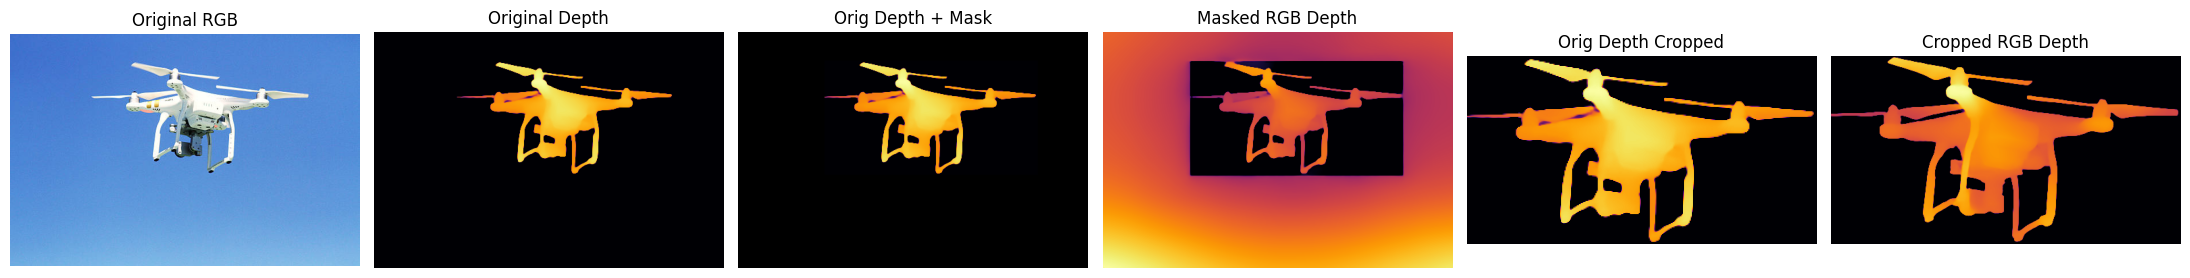 Original RGB
Original Depth
Orig Depth + Mask
Masked RGB Depth
Orig Depth Cropped
Cropped RGB Depth